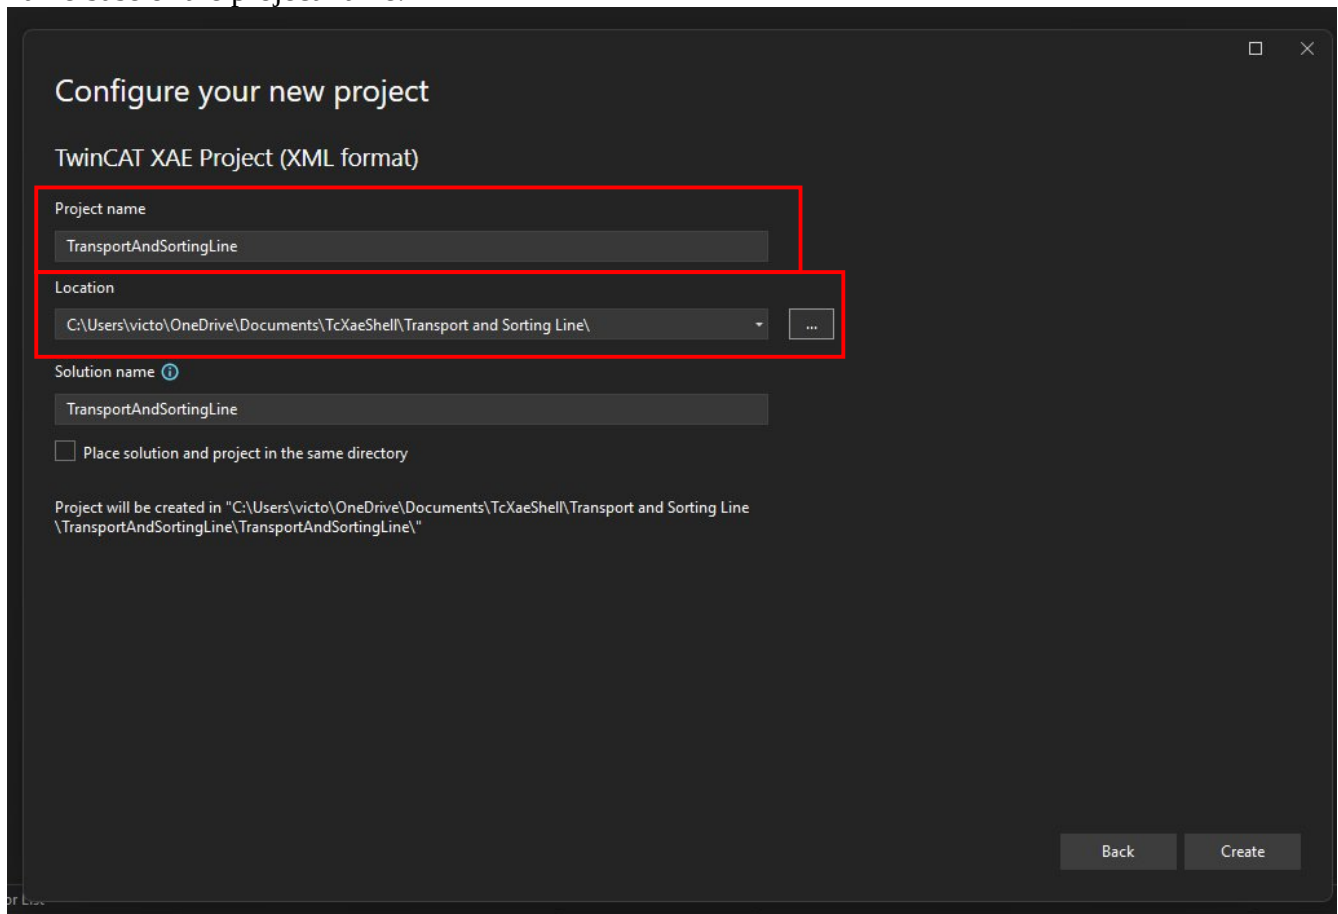 Configure your new project
TwinCAT XAE Project (XML format)
Project name
TransportAndSortingLine
Location
C:\Users\victo\OneDrive\Documents\TcXaeShell\Transport and Sorting Line\
...
Solution name
TransportAndSortingLine
Place solution and project in the same directory
Project will be created in "C:\Users\victo\OneDrive\Documents\TcXaeShell\Transport and Sorting Line
\TransportAndSortingLine\TransportAndSortingLine\"
Back Create